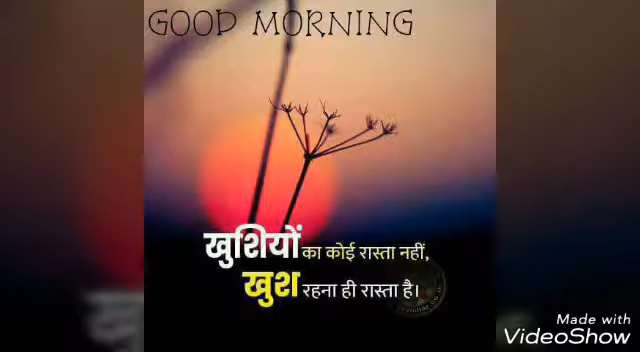 GOOD MORNING
खुशियों का कोई रास्ता नहीं,
खुश रहना ही रास्ता है।
Made with
VideoShow